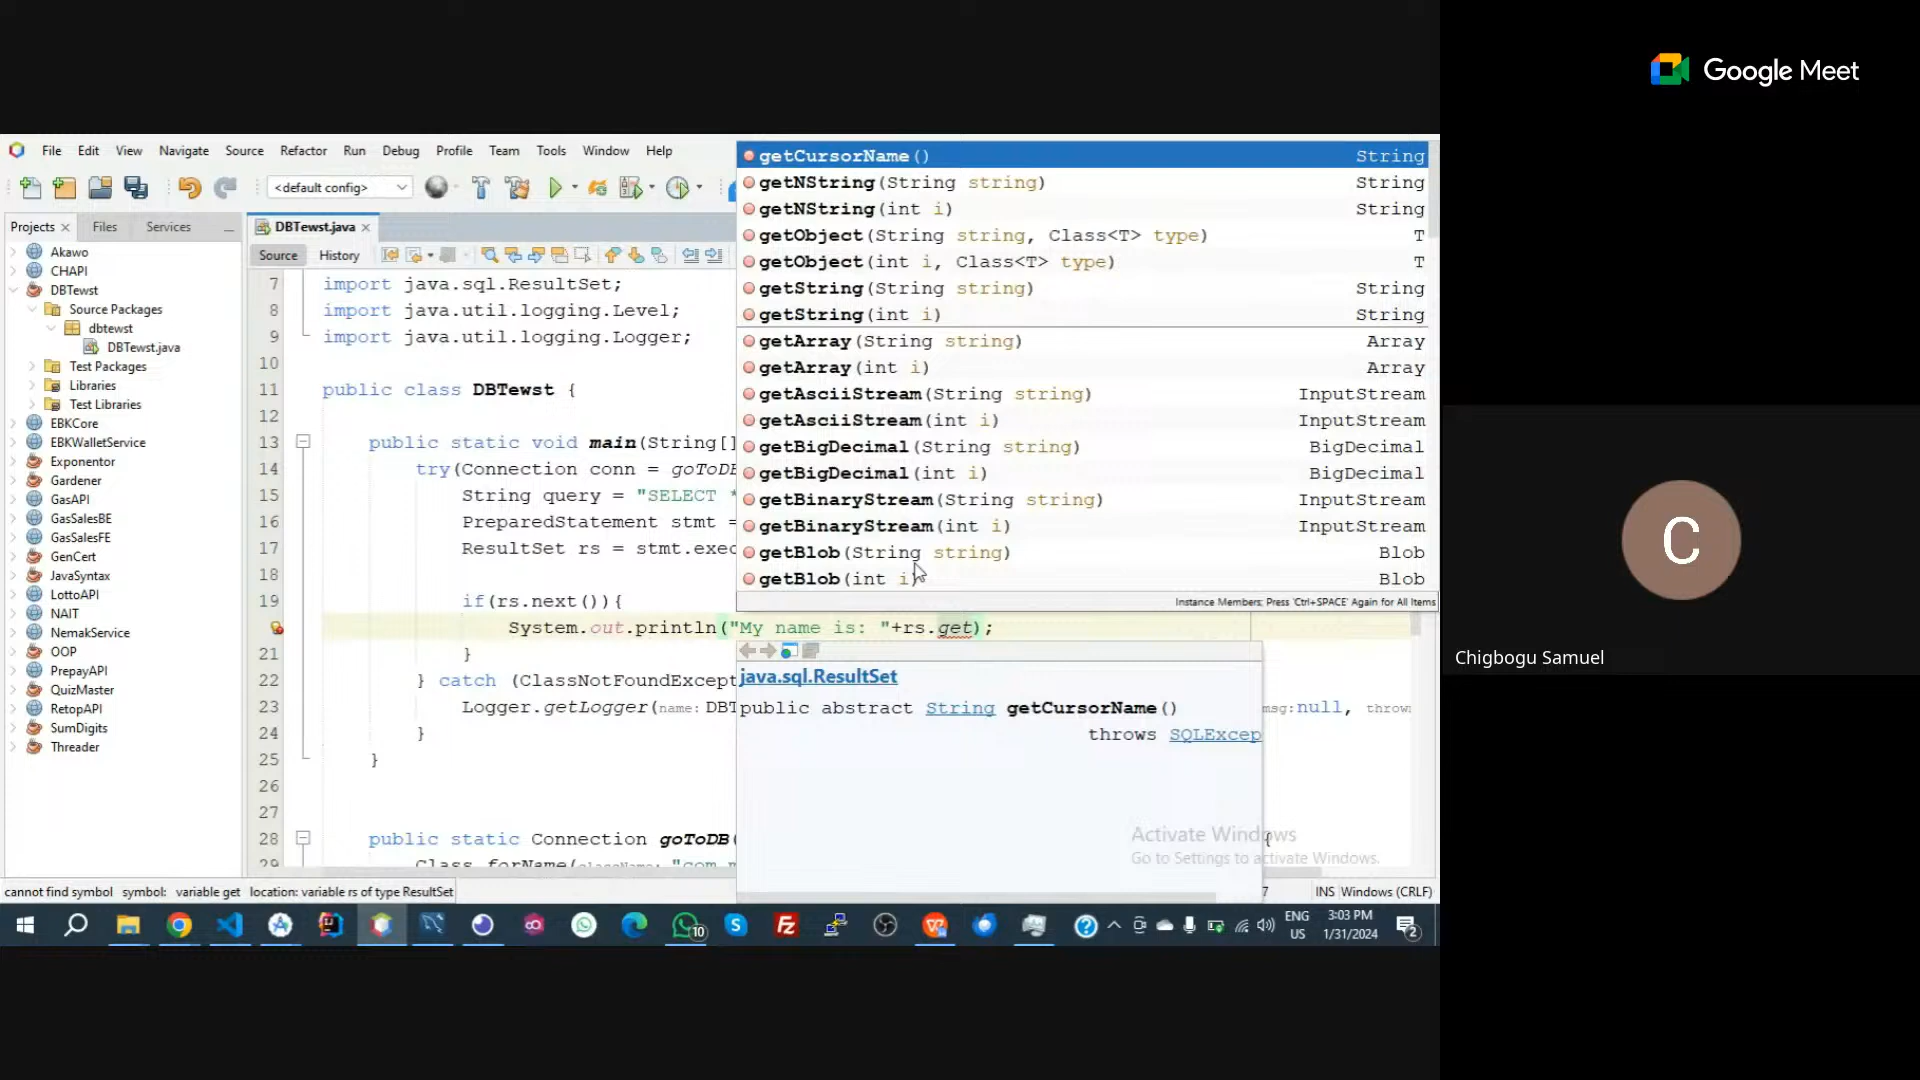 Google Meet
File Edit View Navigate Source Refactor Run Debug Profile Team Tools Window Help
<default config>
Projects Files Services
DBTewst.java
Source History
Akawo
CHAPI
DBTewst
Source Packages
dbtewst
DBTewst.java
Test Packages
Libraries
Test Libraries
EBKCore
EBKWalletService
Exponentor
Gardener
GasAPI
GasSalesBE
GasSalesFE
GenCert
JavaSyntax
LottoAPI
NAIT
NemakService
OOP
PrepayAPI
QuizMaster
RetopAPI
SumDigits
Threader
7 import java.sql.ResultSet;
8 import java.util.logging.Level;
9 import java.util.logging.Logger;
10
11 public class DBTewst {
12
13 public static void main(String[]
14 try(Connection conn = goToDB
15 String query = "SELECT *
16 PreparedStatement stmt =
17 ResultSet rs = stmt.exec
18
19 if(rs.next()){
System.out.println("My name is: "+rs.get);
21 }
22 } catch (ClassNotFoundExcept
23 Logger.getLogger(name: DBT msg:null, thrown
24 }
25 }
26
27
28 public static Connection goToDB( {
29 Class.forName(className: "com.m
getCursorName() String
getNString(String string) String
getNString(int i) String
getObject(String string, Class<T> type) T
getObject(int i, Class<T> type) T
getString(String string) String
getString(int i) String
getArray(String string) Array
getArray(int i) Array
getAsciiStream(String string) InputStream
getAsciiStream(int i) InputStream
getBigDecimal(String string) BigDecimal
getBigDecimal(int i) BigDecimal
getBinaryStream(String string) InputStream
getBinaryStream(int i) InputStream
getBlob(String string) Blob
getBlob(int i) Blob
Instance Members; Press 'Ctrl+SPACE' Again for All Items
java.sql.ResultSet
public abstract String getCursorName()
throws SQLExcep
Activate Windows
Go to Settings to activate Windows.
cannot find symbol symbol: variable get location: variable rs of type ResultSet
7 INS Windows (CRLF)
10
ENG
US
3:03 PM
1/31/2024
2
C
Chigbogu Samuel